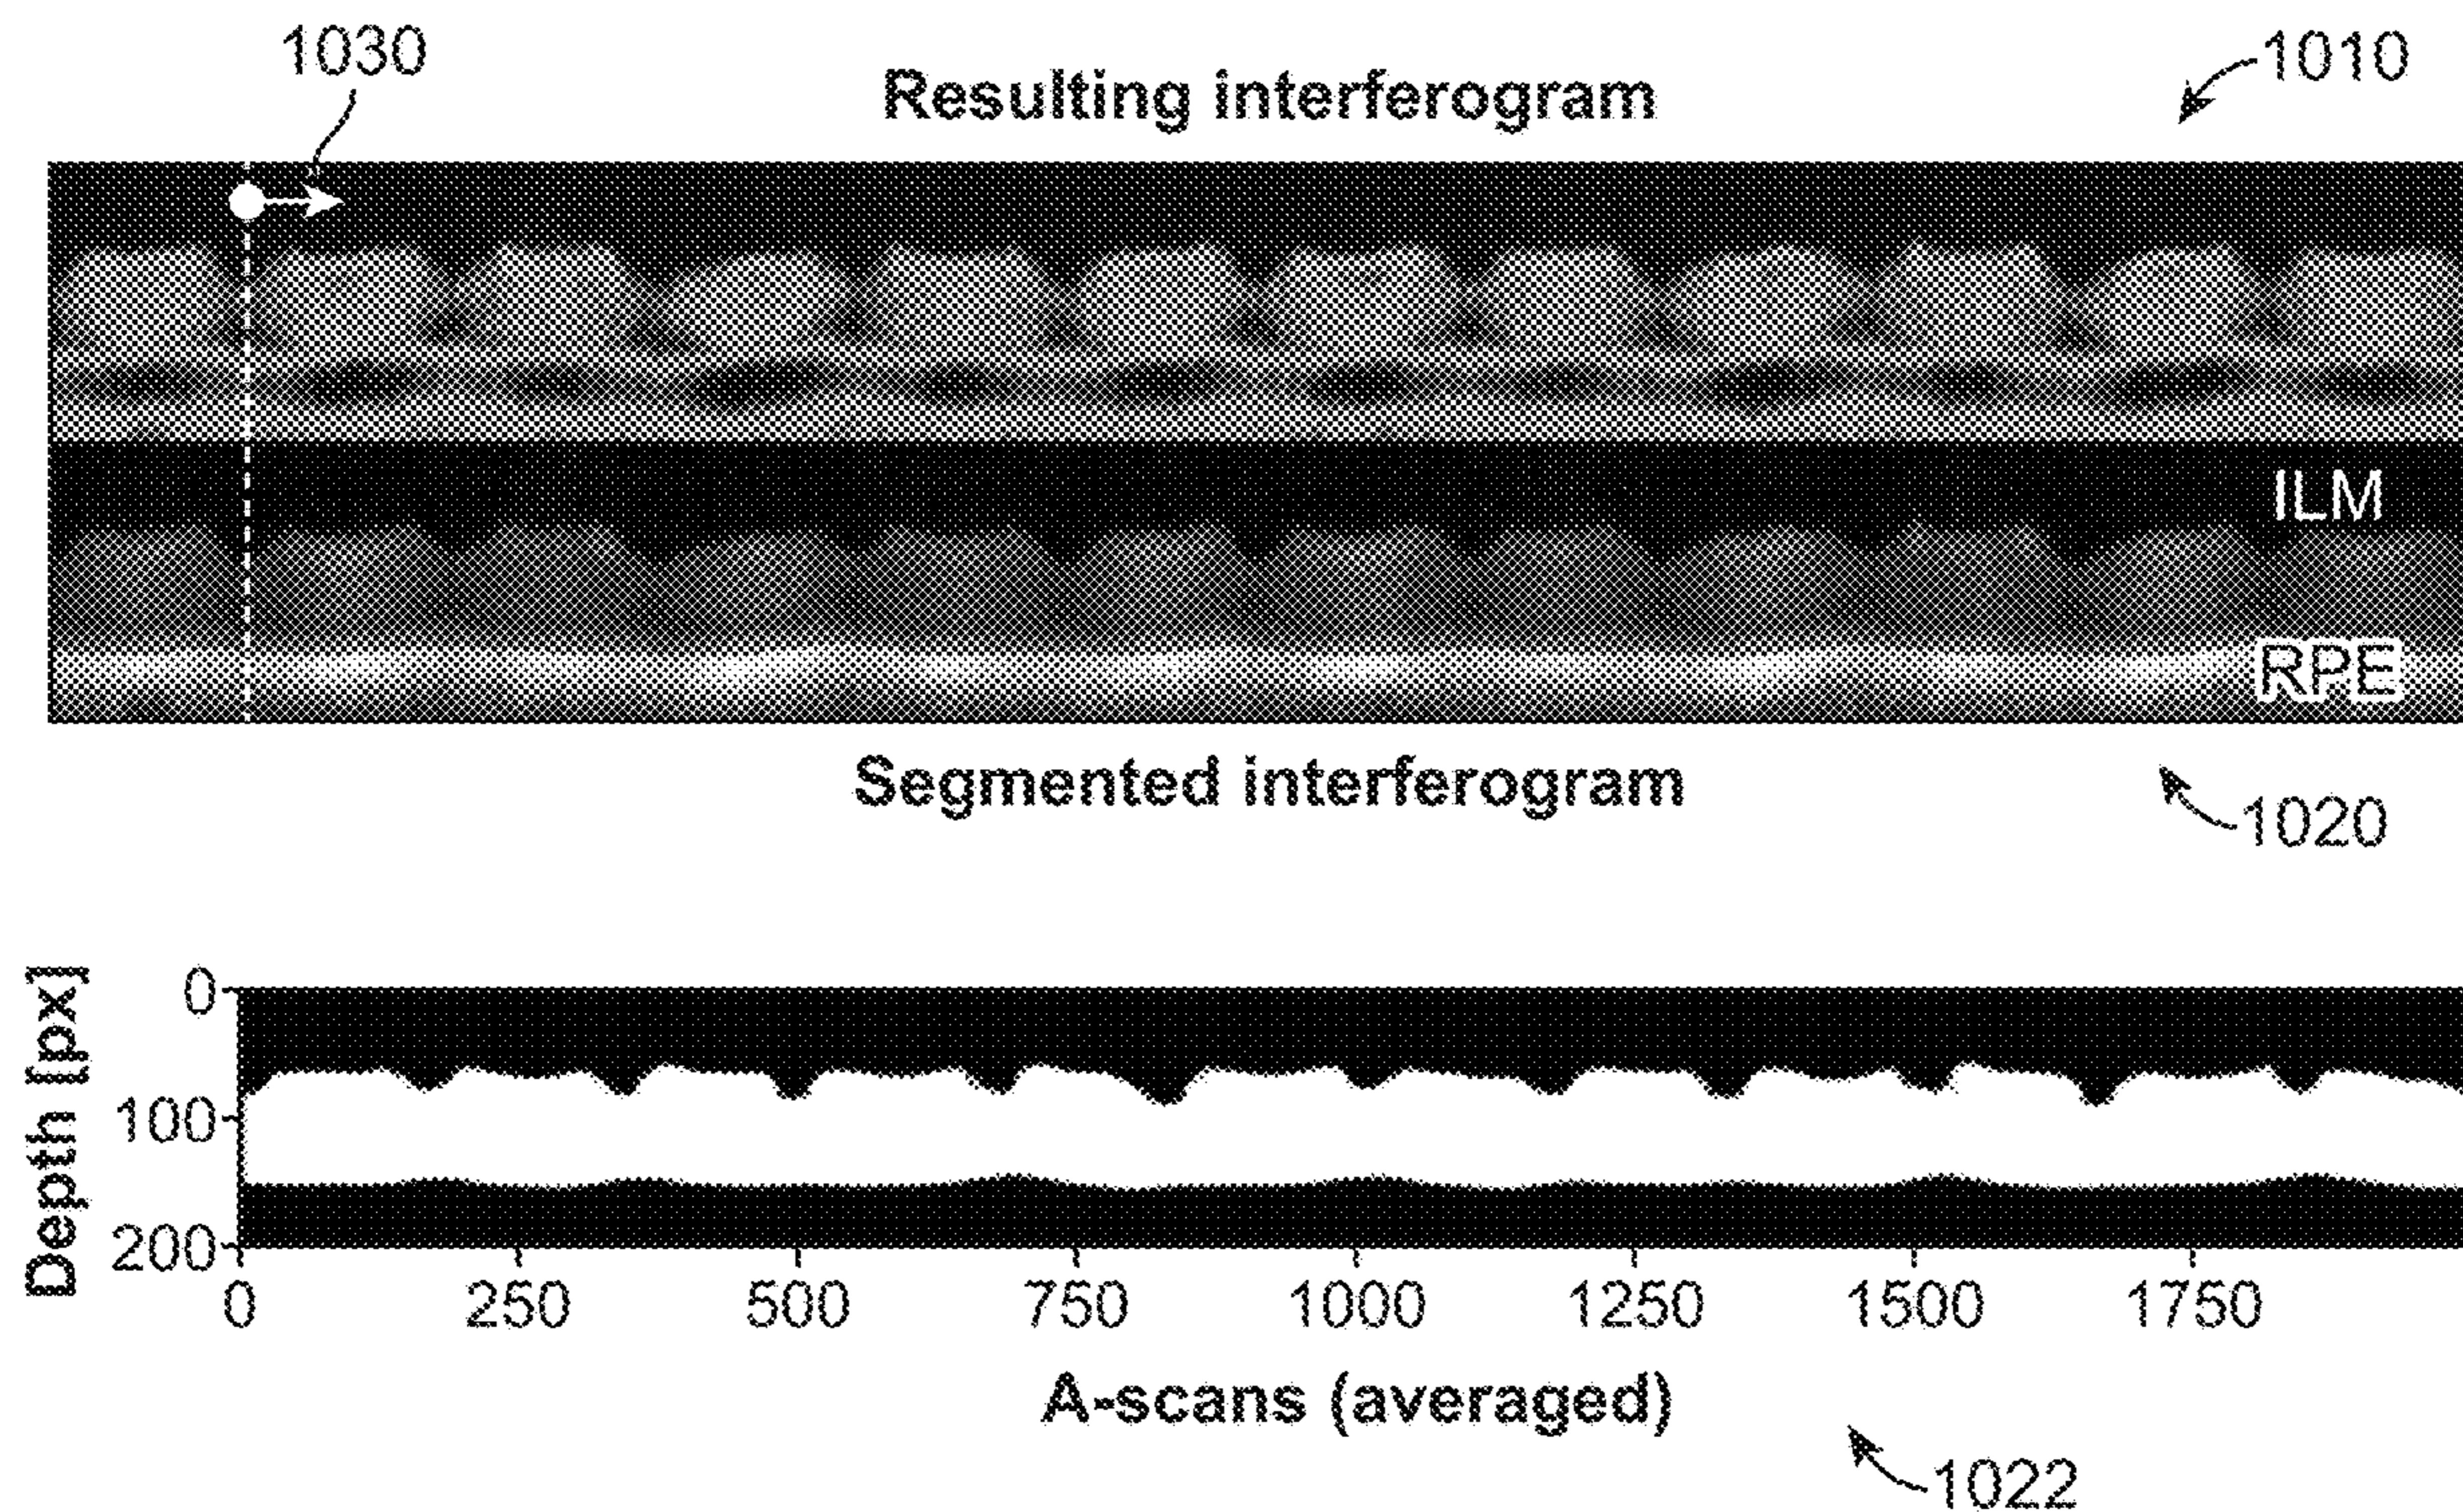 1030
1010
Resulting interferogram
ILM
RPE
Segmented interferogram
1020
Depth [px]
0
100
200
0 250 500 750 1000 1250 1500 1750
A-scans (averaged)
1022